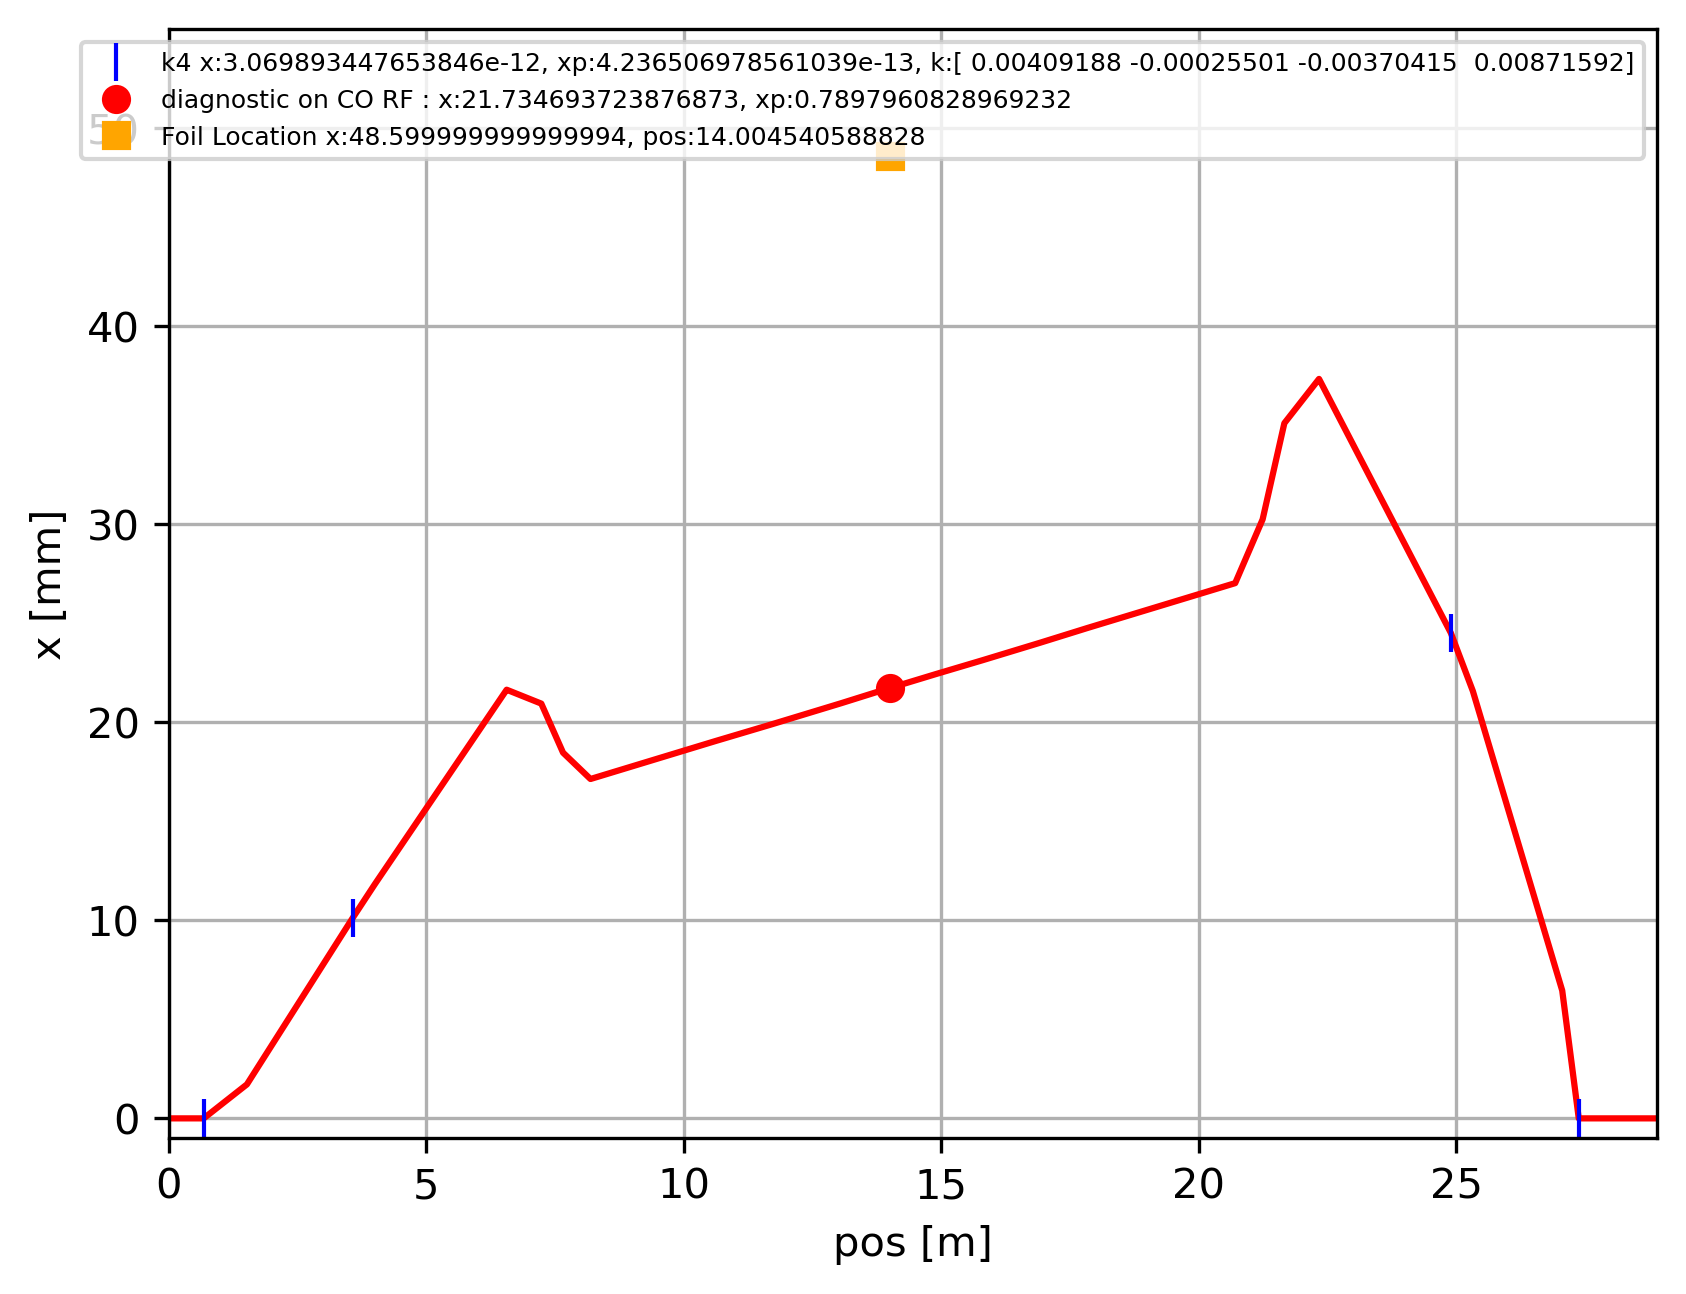 k4 x:3.069893447653846e-12, xp:4.236506978561039e-13, k:[ 0.00409188 -0.00025501 -0.00370415  0.00871592]
diagnostic on CO RF : x:21.734693723876873, xp:0.7897960828969232
Foil Location x:48.599999999999994, pos:14.004540588828
50
40
30
20
10
0
x [mm]
0 5 10 15 20 25
pos [m]